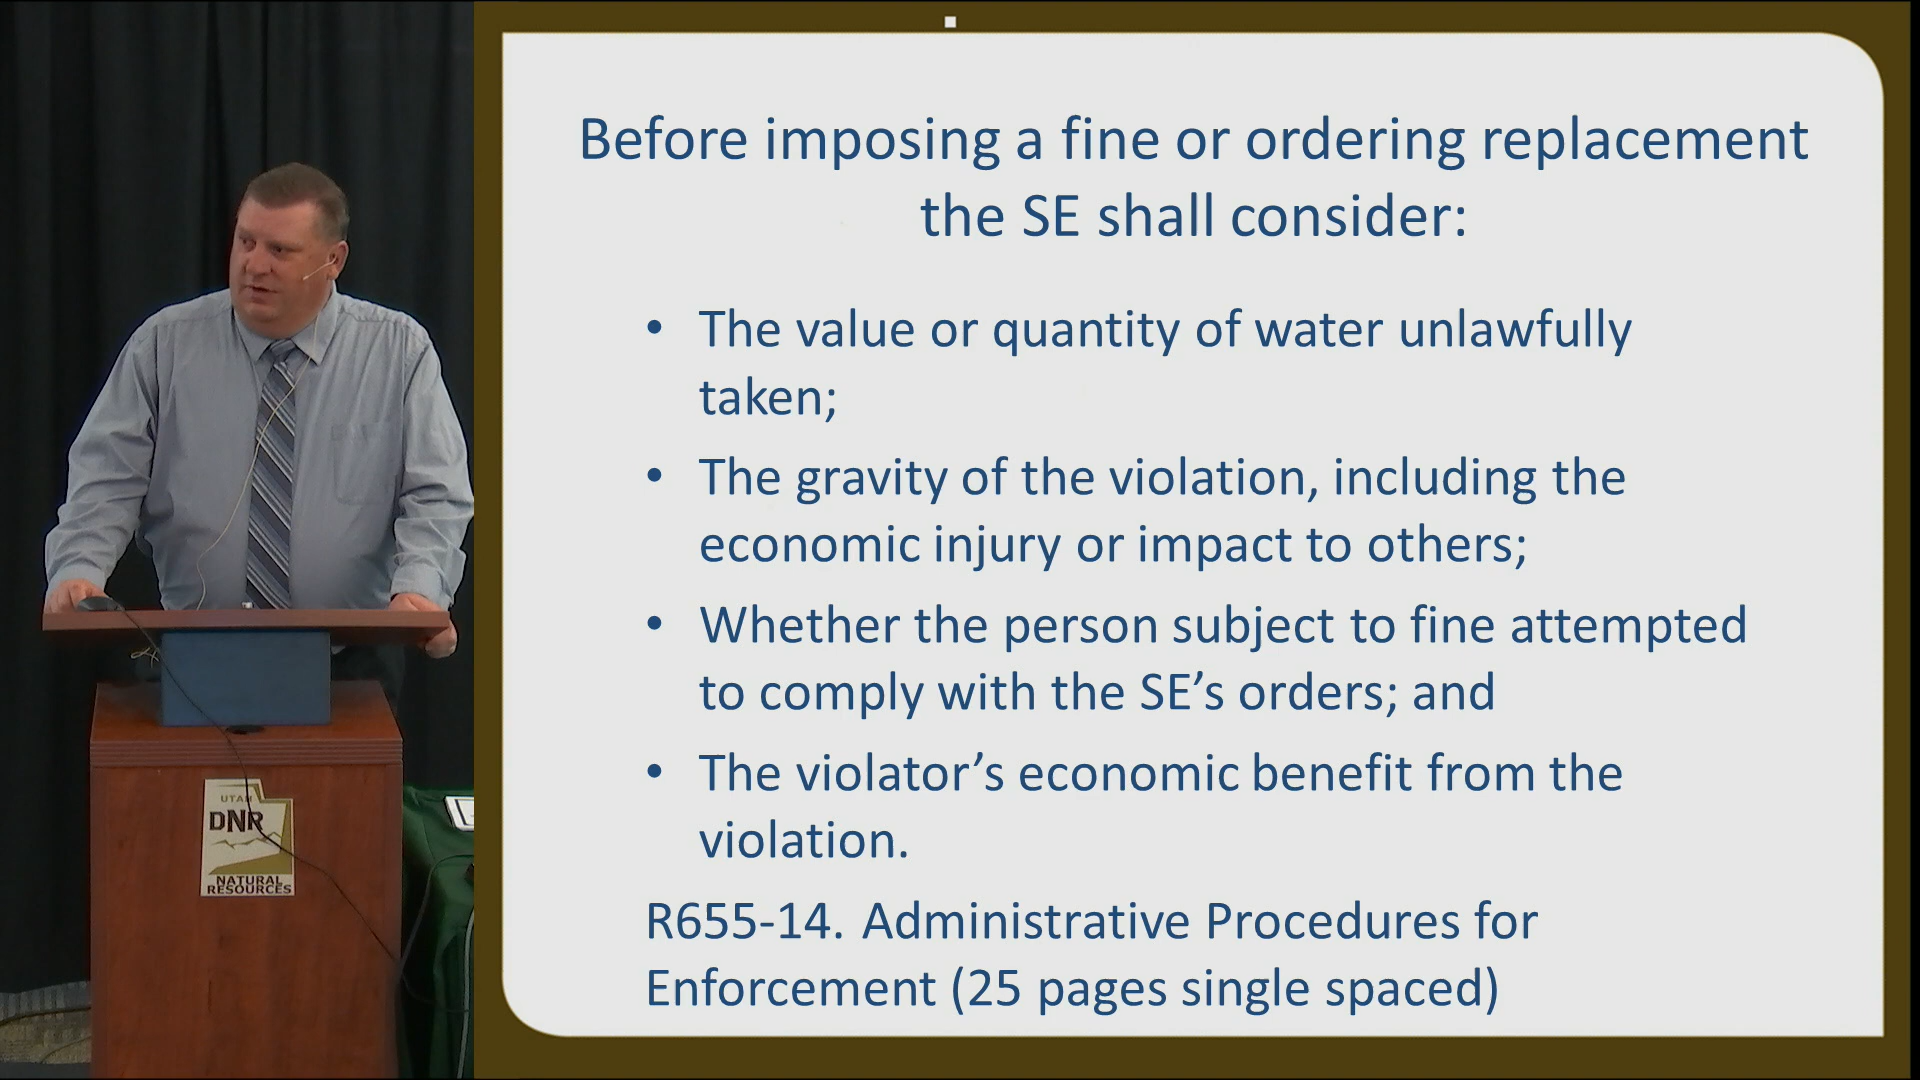 Before imposing a fine or ordering replacement
the SE shall consider:
• The value or quantity of water unlawfully
taken;
• The gravity of the violation, including the
economic injury or impact to others;
• Whether the person subject to fine attempted
to comply with the SE’s orders; and
• The violator’s economic benefit from the
violation.
R655-14. Administrative Procedures for
Enforcement (25 pages single spaced)
UTAH
DNR
NATURAL
RESOURCES